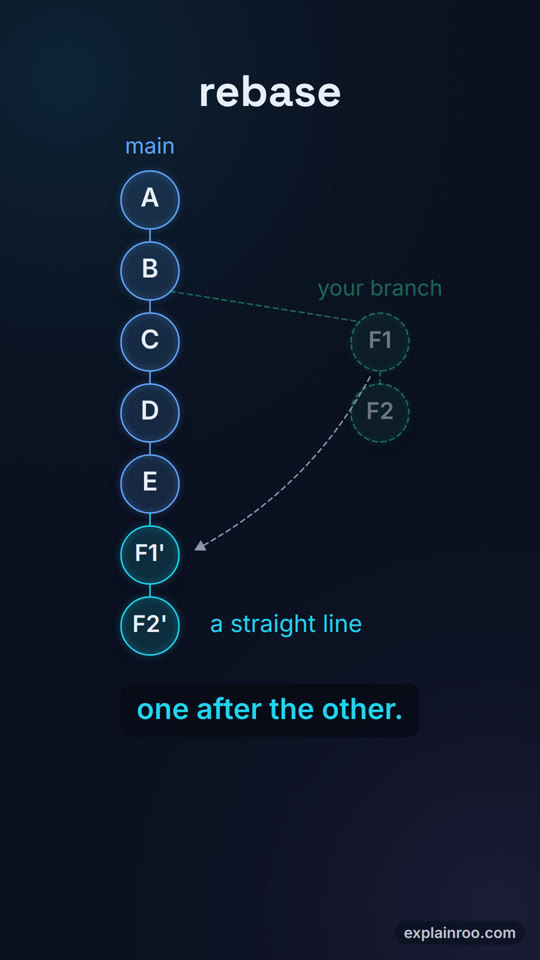 rebase
main
A
B
your branch
C
F1
D
F2
E
F1'
F2'
a straight line
one after the other.
explainroo.com